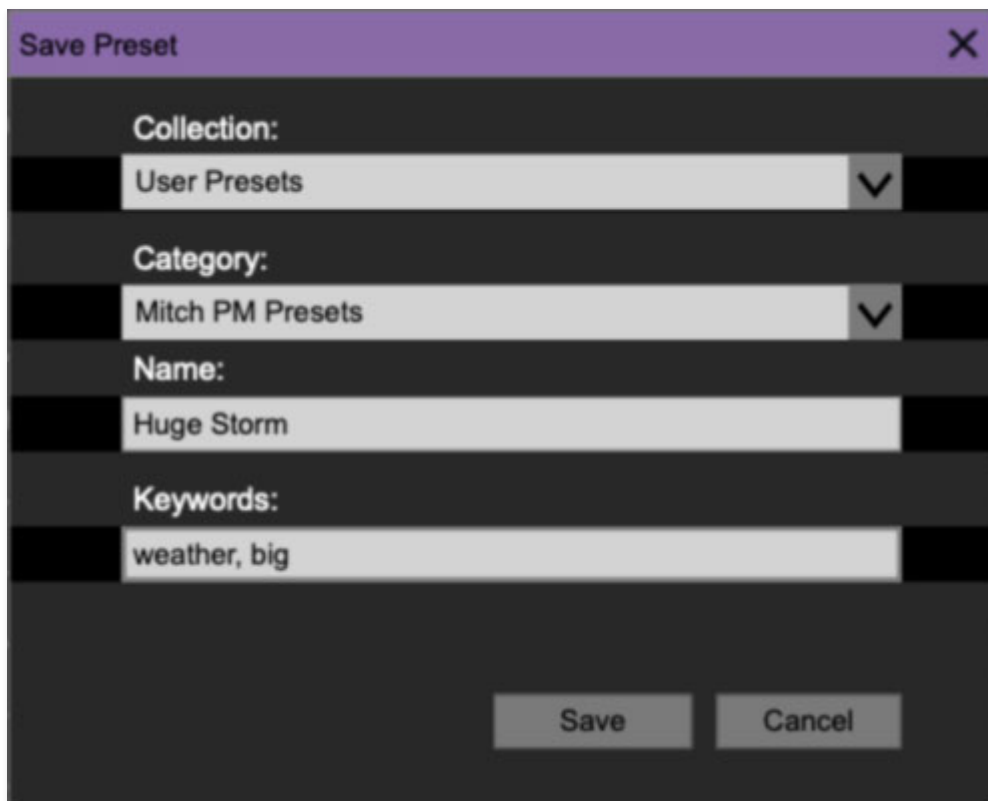 Save Preset
Collection:
User Presets
Category:
Mitch PM Presets
Name:
Huge Storm
Keywords:
weather, big
Save Cancel